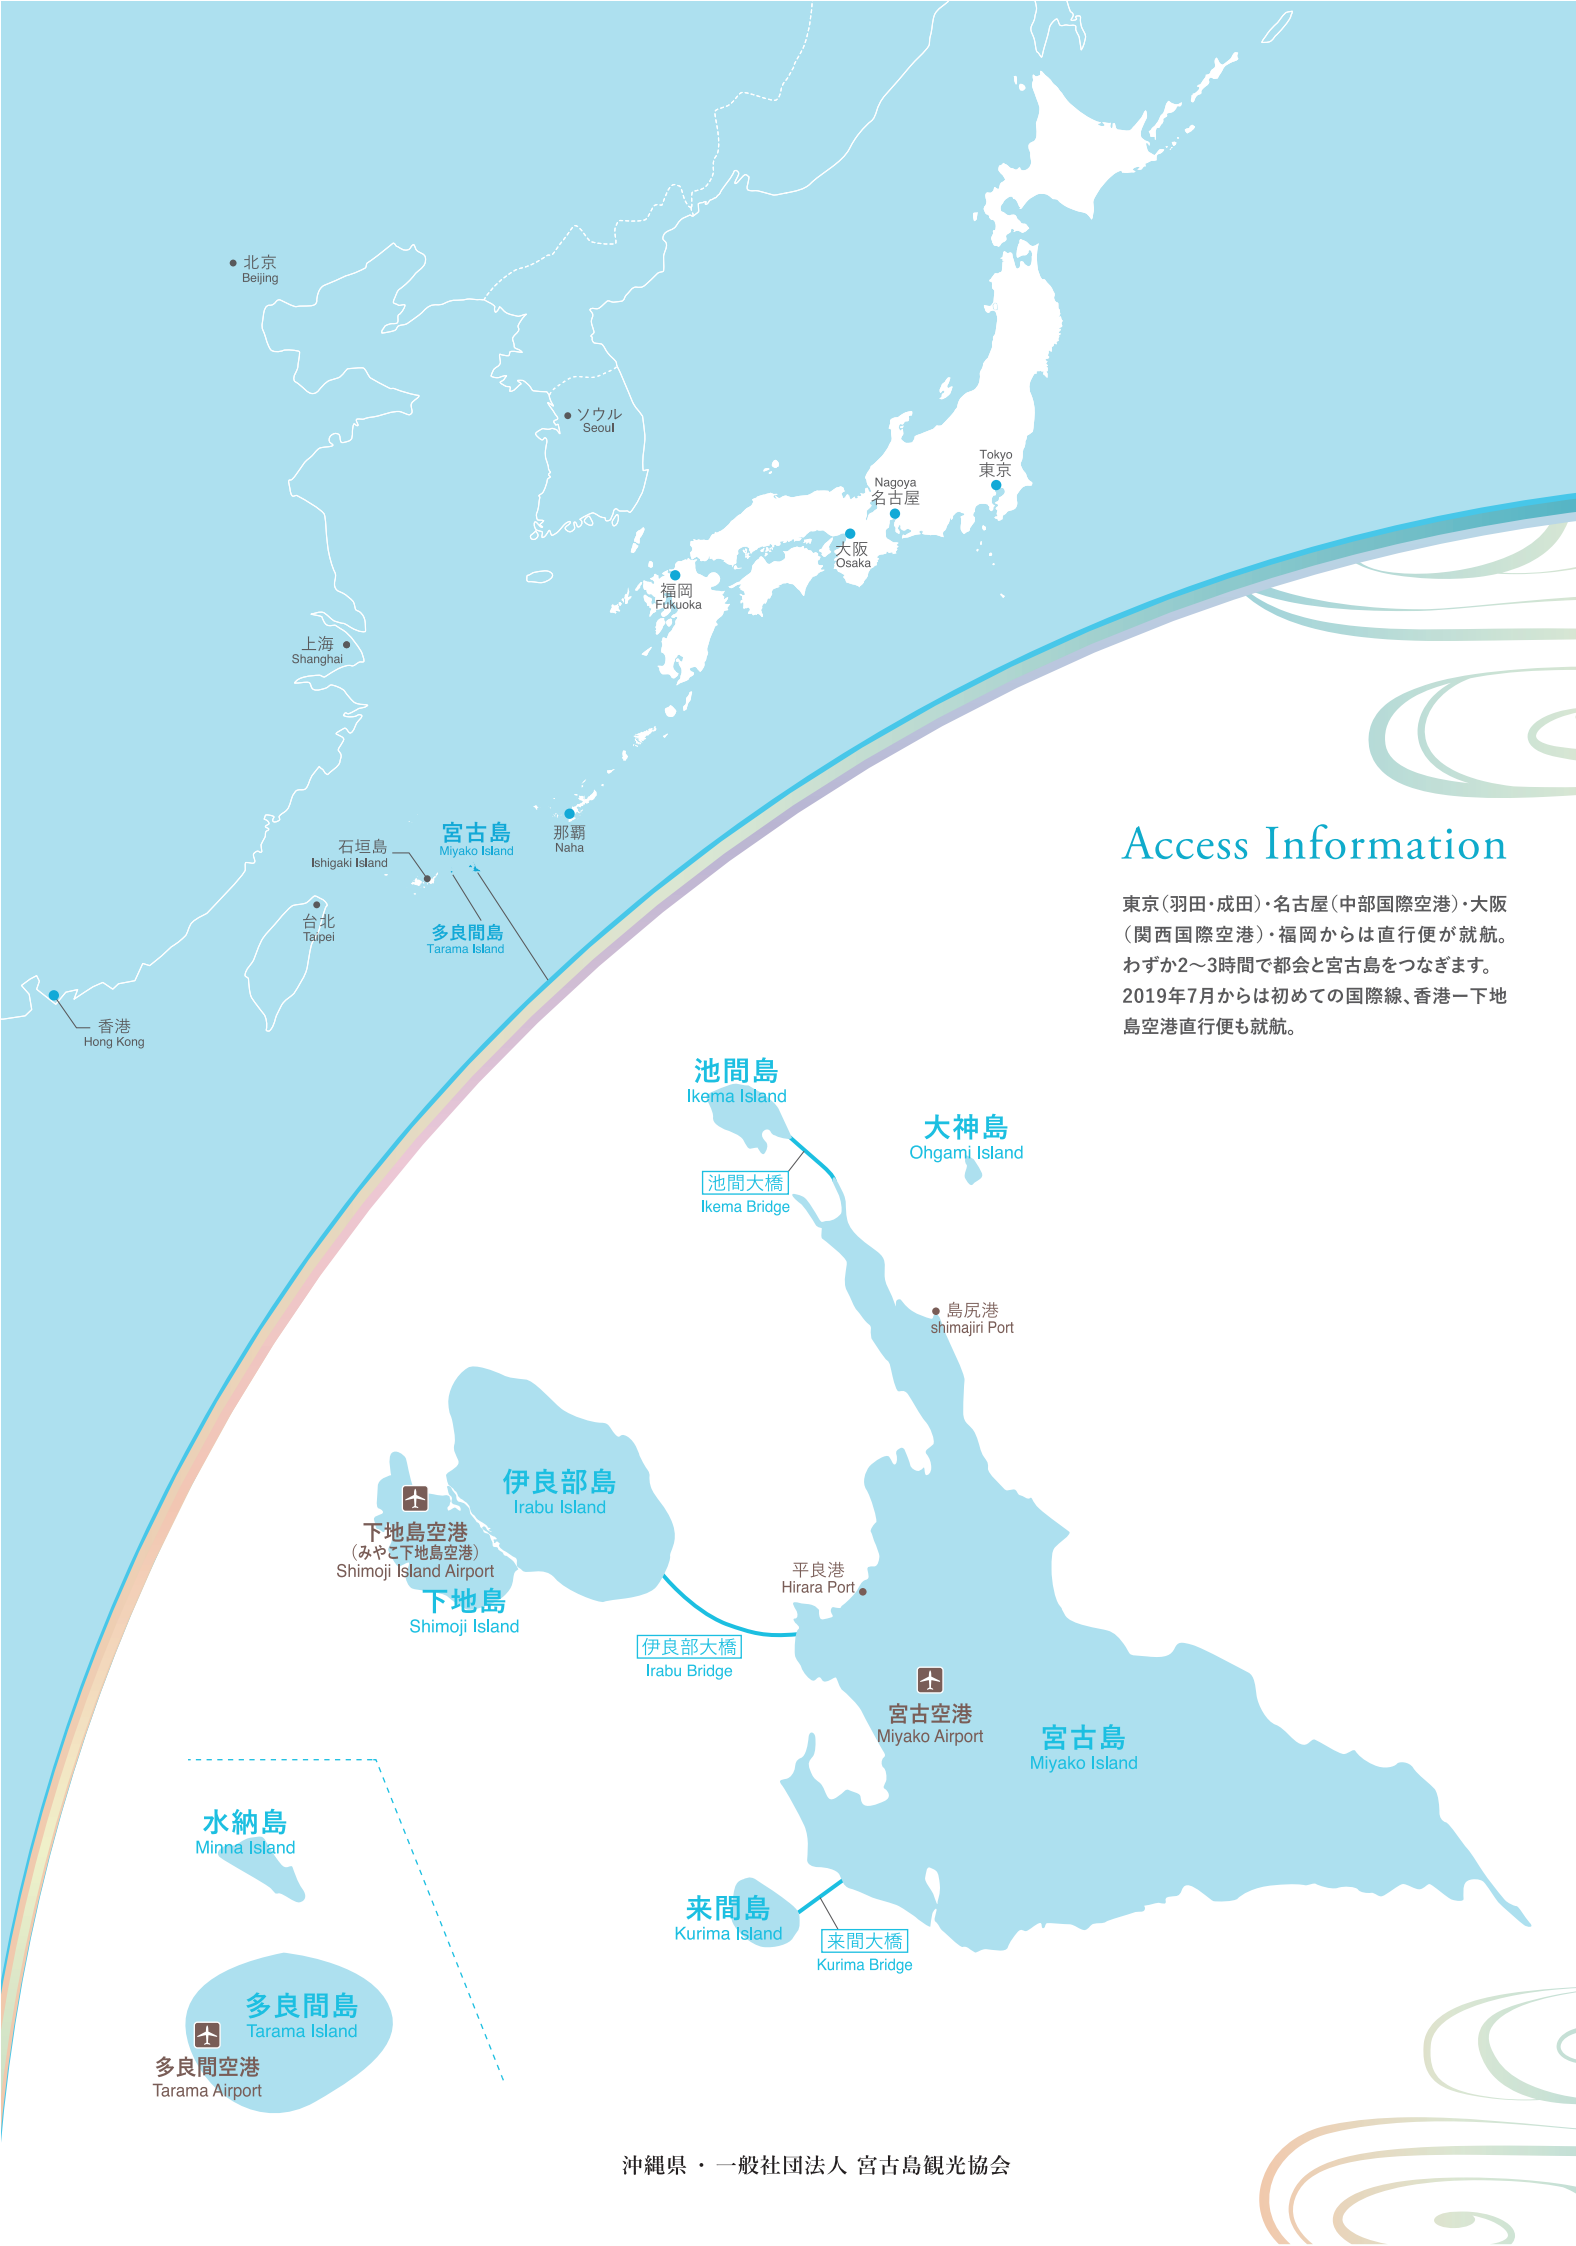 北京
Beijing
ソウル
Seoul
Tokyo
東京
Nagoya
名古屋
大阪
Osaka
福岡
Fukuoka
上海
Shanghai
宮古島
Miyako Island
那覇
Naha
石垣島
Ishigaki Island
台北
Taipei
多良間島
Tarama Island
香港
Hong Kong
Access Information
東京(羽田・成田)・名古屋(中部国際空港)・大阪
(関西国際空港)・福岡からは直行便が就航。
わずか2〜3時間で都会と宮古島をつなぎます。
2019年7月からは初めての国際線、香港ー下地
島空港直行便も就航。
池間島
Ikema Island
大神島
Ohgami Island
池間大橋
Ikema Bridge
島尻港
shimajiri Port
伊良部島
Irabu Island
下地島空港
(みやこ下地島空港)
Shimoji Island Airport
下地島
Shimoji Island
平良港
Hirara Port
伊良部大橋
Irabu Bridge
宮古空港
Miyako Airport
宮古島
Miyako Island
水納島
Minna Island
来間島
Kurima Island
来間大橋
Kurima Bridge
多良間島
Tarama Island
多良間空港
Tarama Airport
沖縄県・一般社団法人 宮古島観光協会